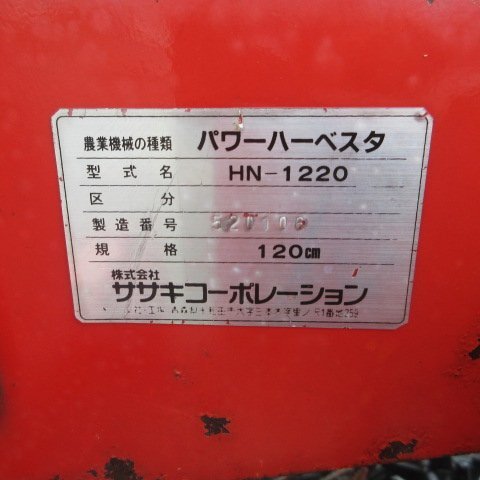 農業機械の種類 パワーハーベスタ
型式名 HN-1220
区分
製造番号 520106
規格 120cm
株式会社
ササキコーポレーション